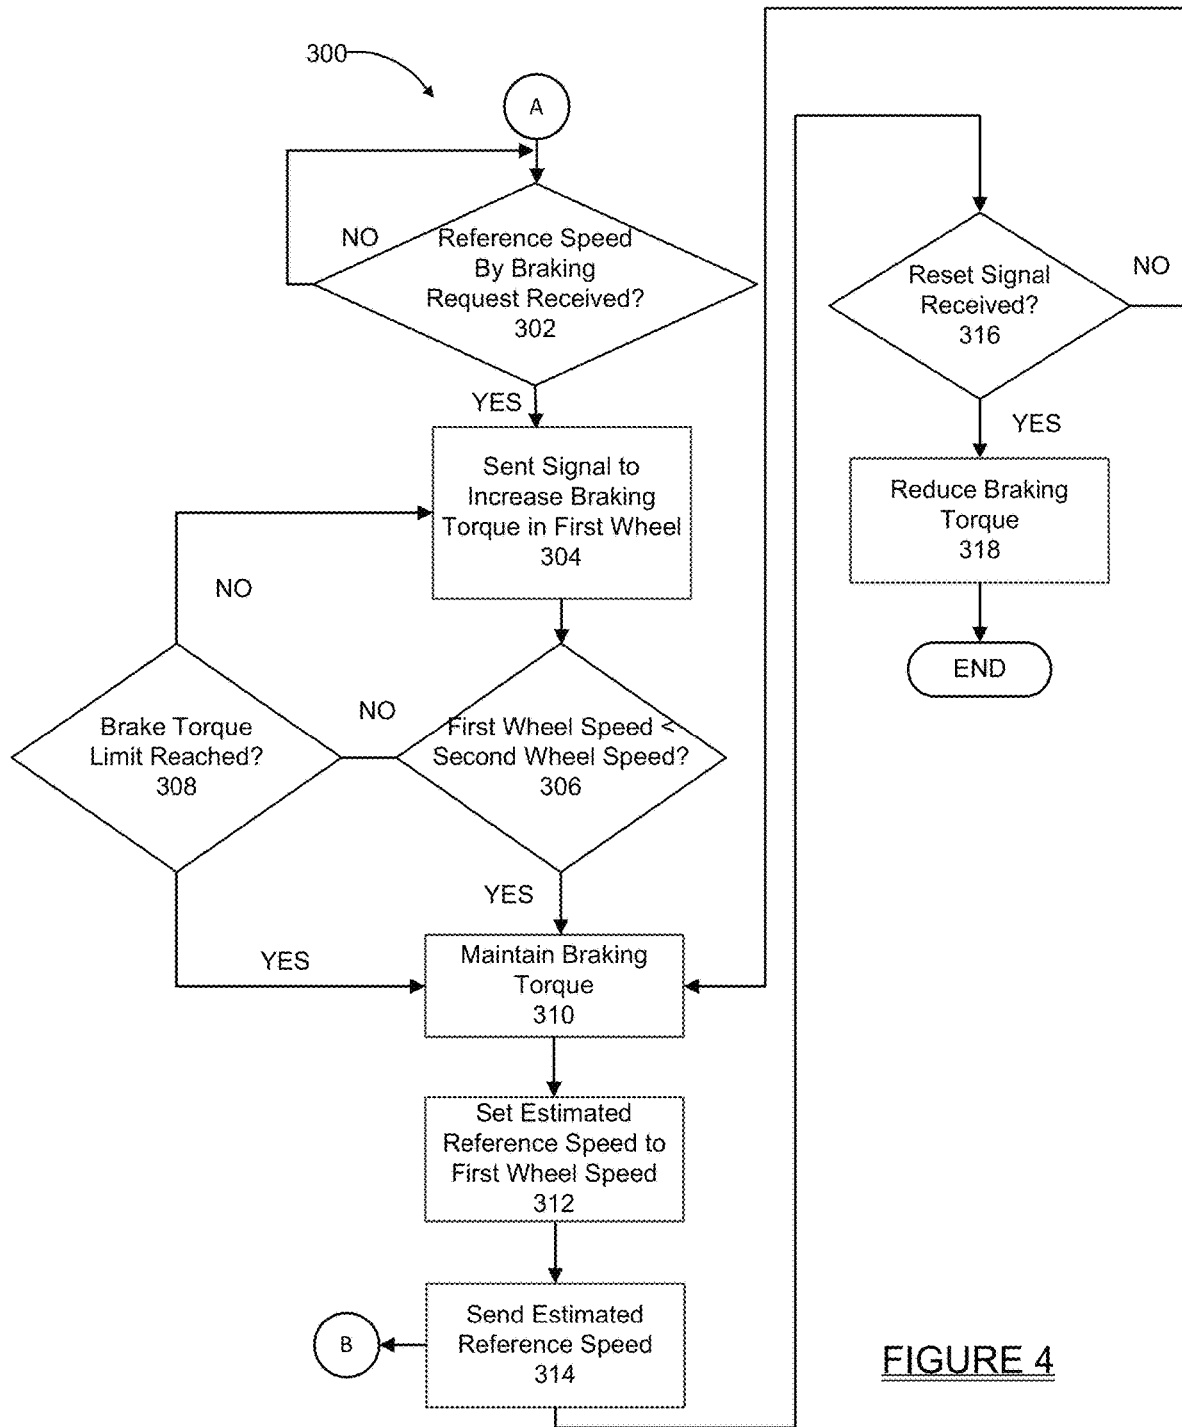 300
A
NO
Reference Speed
By Braking
Request Received?
302
YES
Sent Signal to
Increase Braking
Torque in First Wheel
304
NO
Brake Torque
Limit Reached?
308
NO
First Wheel Speed <
Second Wheel Speed?
306
YES
YES
Maintain Braking
Torque
310
Set Estimated
Reference Speed to
First Wheel Speed
312
B
Send Estimated
Reference Speed
314
Reset Signal
Received?
316
NO
YES
Reduce Braking
Torque
318
END
FIGURE 4